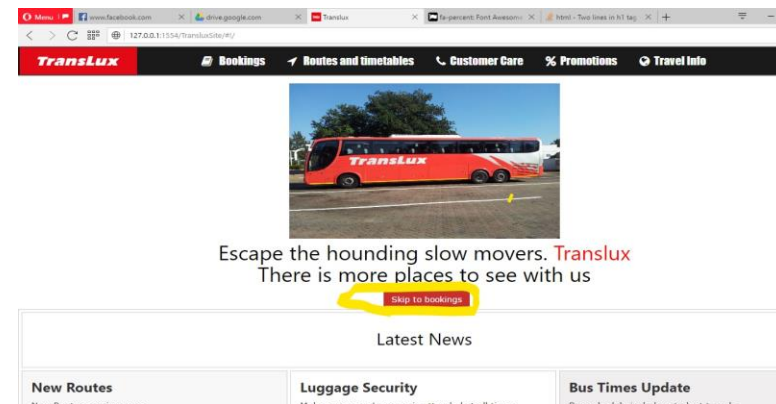 Menu www.facebook.com drive.google.com Translux fa-percent: Font Awesome html - Two lines in h1 tag
127.0.0.1:1554/TransluxSite/#!/
TransLux Bookings Routes and timetables Customer Care % Promotions Travel Info
TransLux
Escape the hounding slow movers. Translux
There is more places to see with us
Skip to bookings
Latest News
New Routes Luggage Security Bus Times Update